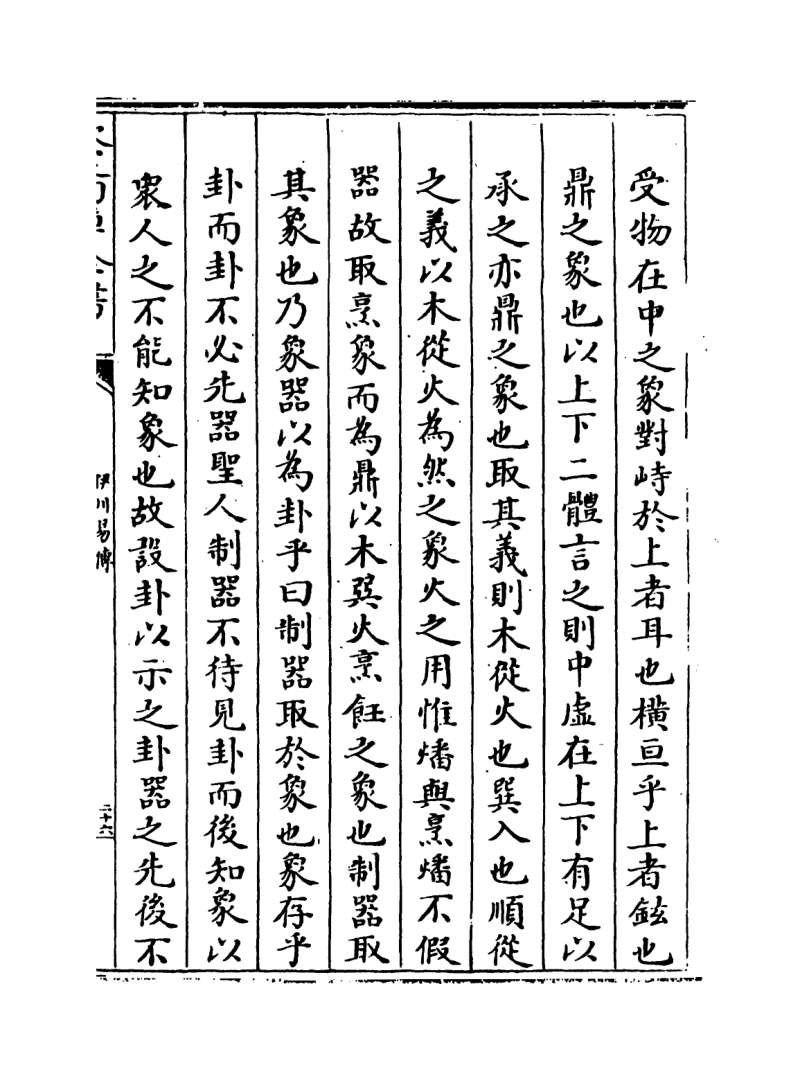 受物在中之象對峙於上者耳也橫亘乎上者鉉也
鼎之象也以上下二體言之則中虛在上下有足以
承之亦鼎之象也取其義則木從火也巽入也順從
之義以木從火為然之象火之用惟燔與烹燔不假
器故取烹象而為鼎以木巽火烹飪之象也制器取
其象也乃象器以為卦乎曰制器取於象也象存乎
卦而卦不必先器聖人制器不待見卦而後知象以
衆人之不能知象也故設卦以示之卦器之先後不
伊川易傳
二十六